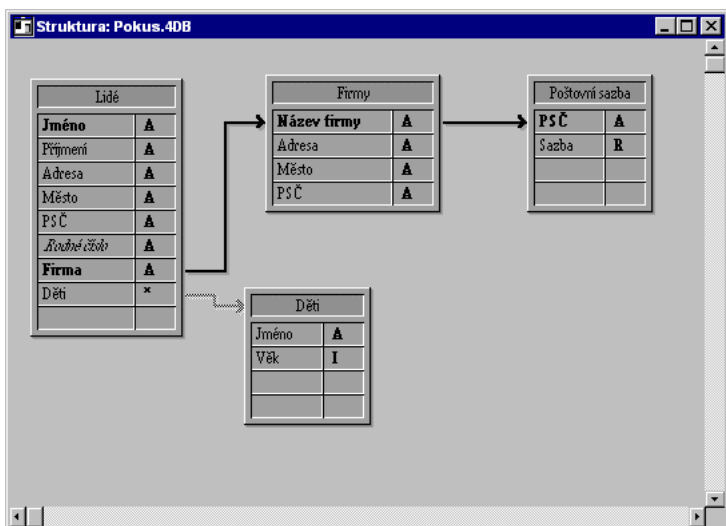 Struktura: Pokus.4DB
Lidé
Jméno A
Příjmení A
Adresa A
Město A
PSČ A
Rodné číslo A
Firma A
Děti *
Firmy
Název firmy A
Adresa A
Město A
PSČ A
Poštovní sazba
PSČ A
Sazba R
Děti
Jméno A
Věk I